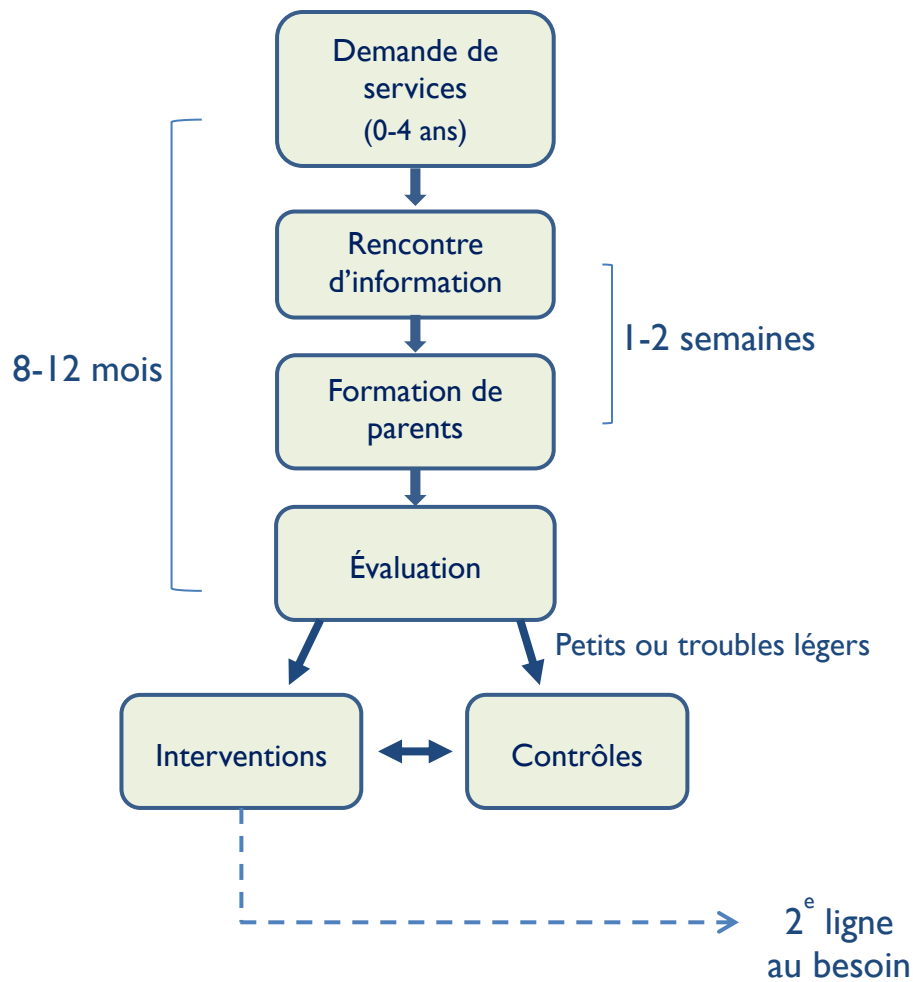 Demande de
services
(0-4 ans)
Rencontre
d’information
1-2 semaines
8-12 mois
Formation de
parents
Évaluation
Petits ou troubles légers
Interventions
Contrôles
2e ligne
au besoin